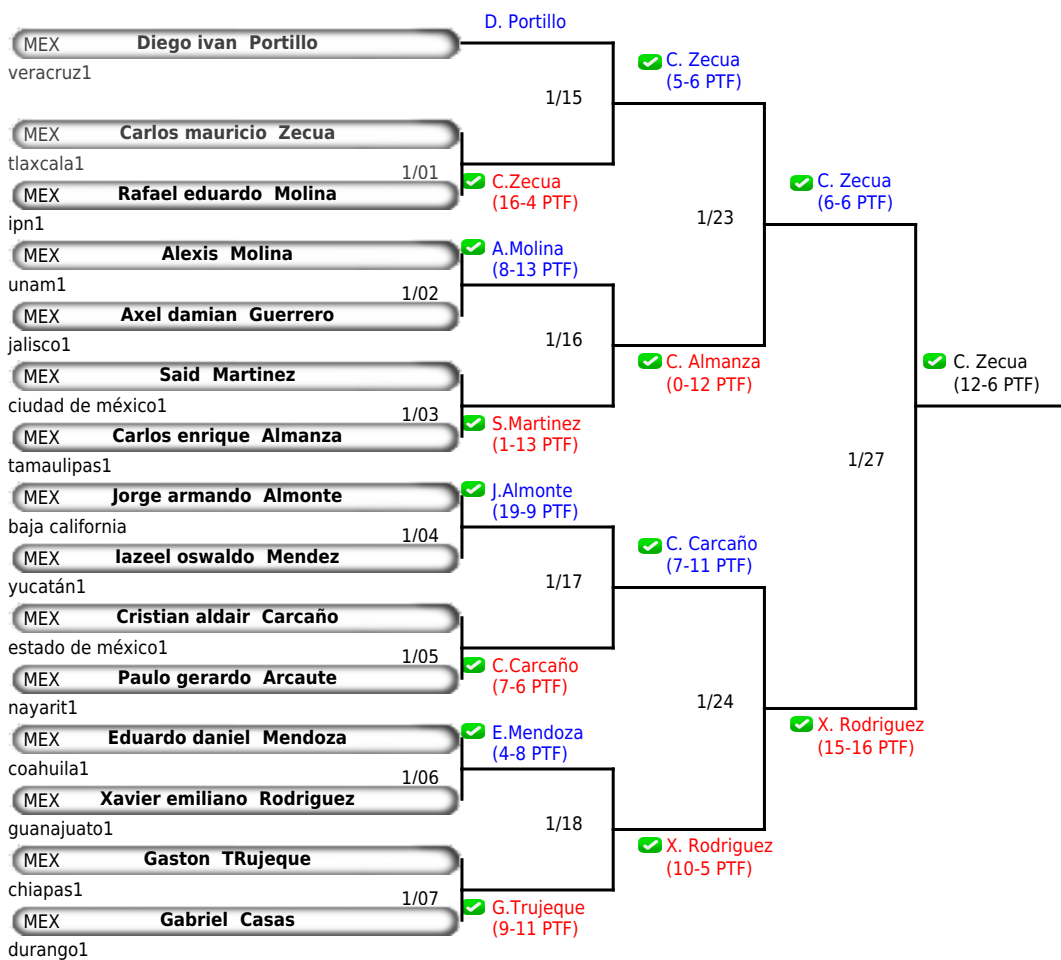 D. Portillo
MEX Diego ivan Portillo
veracruz1
C. Zecua
(5-6 PTF)
1/15
MEX Carlos mauricio Zecua
tlaxcala1
1/01
C.Zecua
(16-4 PTF)
MEX Rafael eduardo Molina
ipn1
C. Zecua
(6-6 PTF)
1/23
MEX Alexis Molina
unam1
A.Molina
(8-13 PTF)
1/02
MEX Axel damian Guerrero
jalisco1
1/16
MEX Said Martinez
ciudad de méxico1
C. Almanza
(0-12 PTF)
C. Zecua
(12-6 PTF)
1/03
S.Martinez
(1-13 PTF)
MEX Carlos enrique Almanza
tamaulipas1
1/27
MEX Jorge armando Almonte
baja california
J.Almonte
(19-9 PTF)
1/04
MEX Iazeel oswaldo Mendez
yucatán1
C. Carcaño
(7-11 PTF)
1/17
MEX Cristian aldair Carcaño
estado de méxico1
1/05
C.Carcaño
(7-6 PTF)
MEX Paulo gerardo Arcaute
nayarit1
1/24
X. Rodriguez
(15-16 PTF)
MEX Eduardo daniel Mendoza
coahuila1
E.Mendoza
(4-8 PTF)
1/06
MEX Xavier emiliano Rodriguez
guanajuato1
1/18
X. Rodriguez
(10-5 PTF)
MEX Gaston TRujeque
chiapas1
1/07
G.Trujeque
(9-11 PTF)
MEX Gabriel Casas
durango1